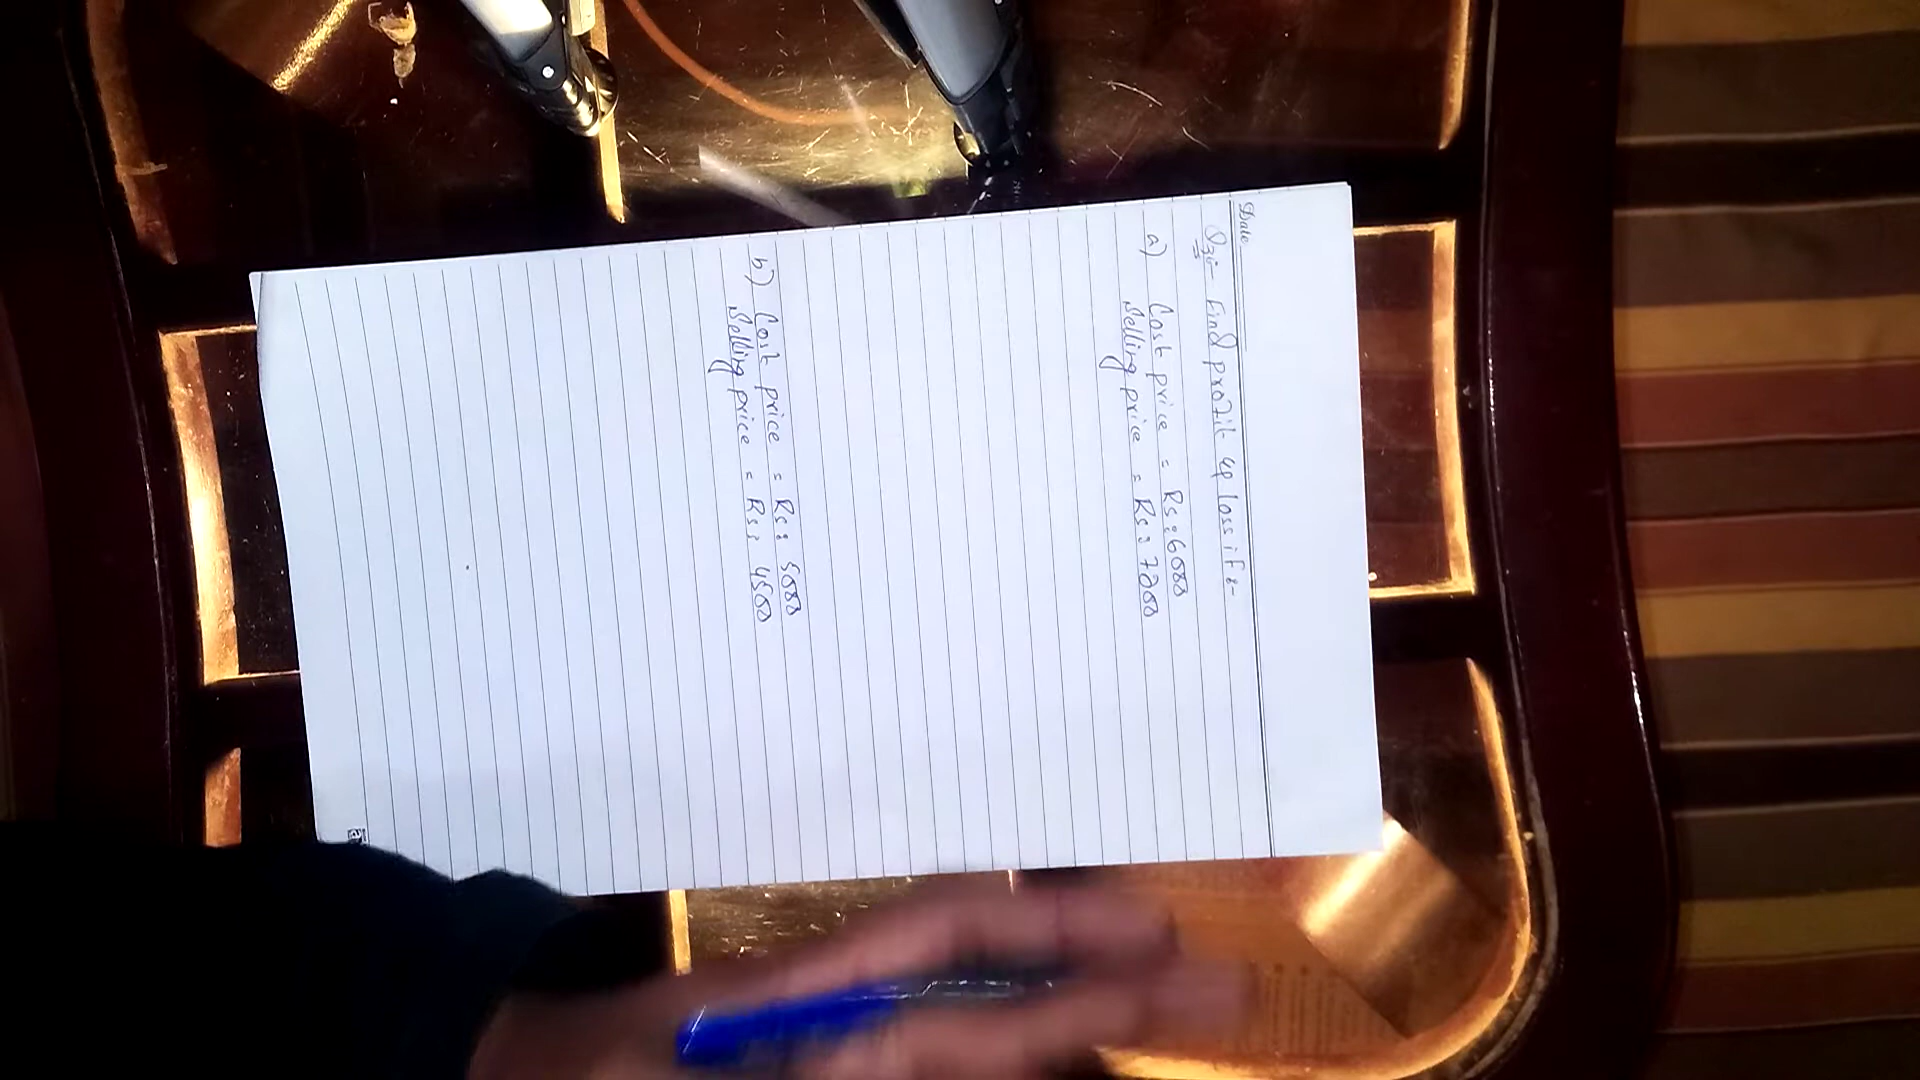 Date
Q3:- Find profit & loss if :-
a) Cost price = Rs: 6000
Selling price = Rs: 7000
b) Cost price = Rs: 5000
Selling price = Rs: 4500